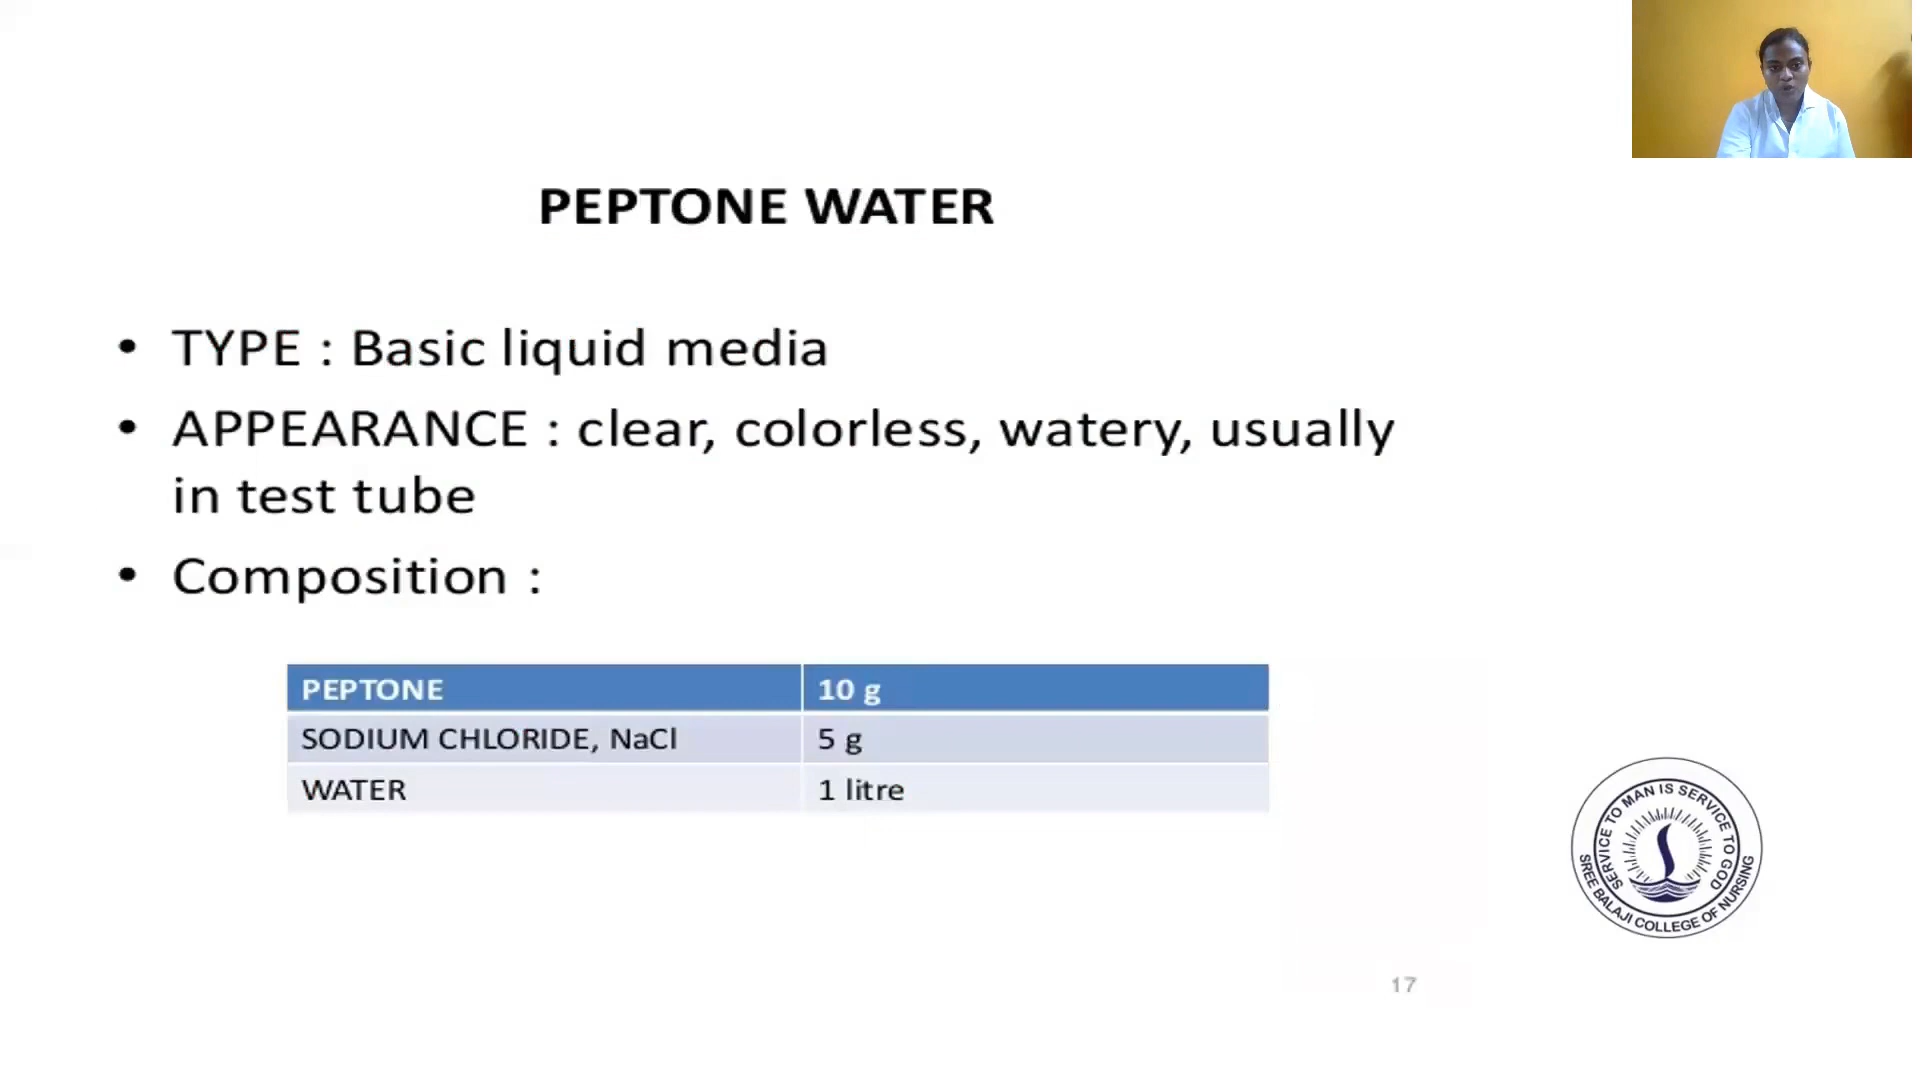 PEPTONE WATER
• TYPE : Basic liquid media
• APPEARANCE : clear, colorless, watery, usually
in test tube
• Composition :
PEPTONE 10 g
SODIUM CHLORIDE, NaCl 5 g
WATER 1 litre
SERVICE TO MAN IS SERVICE TO GOD
SREE BALAJI COLLEGE OF NURSING
17